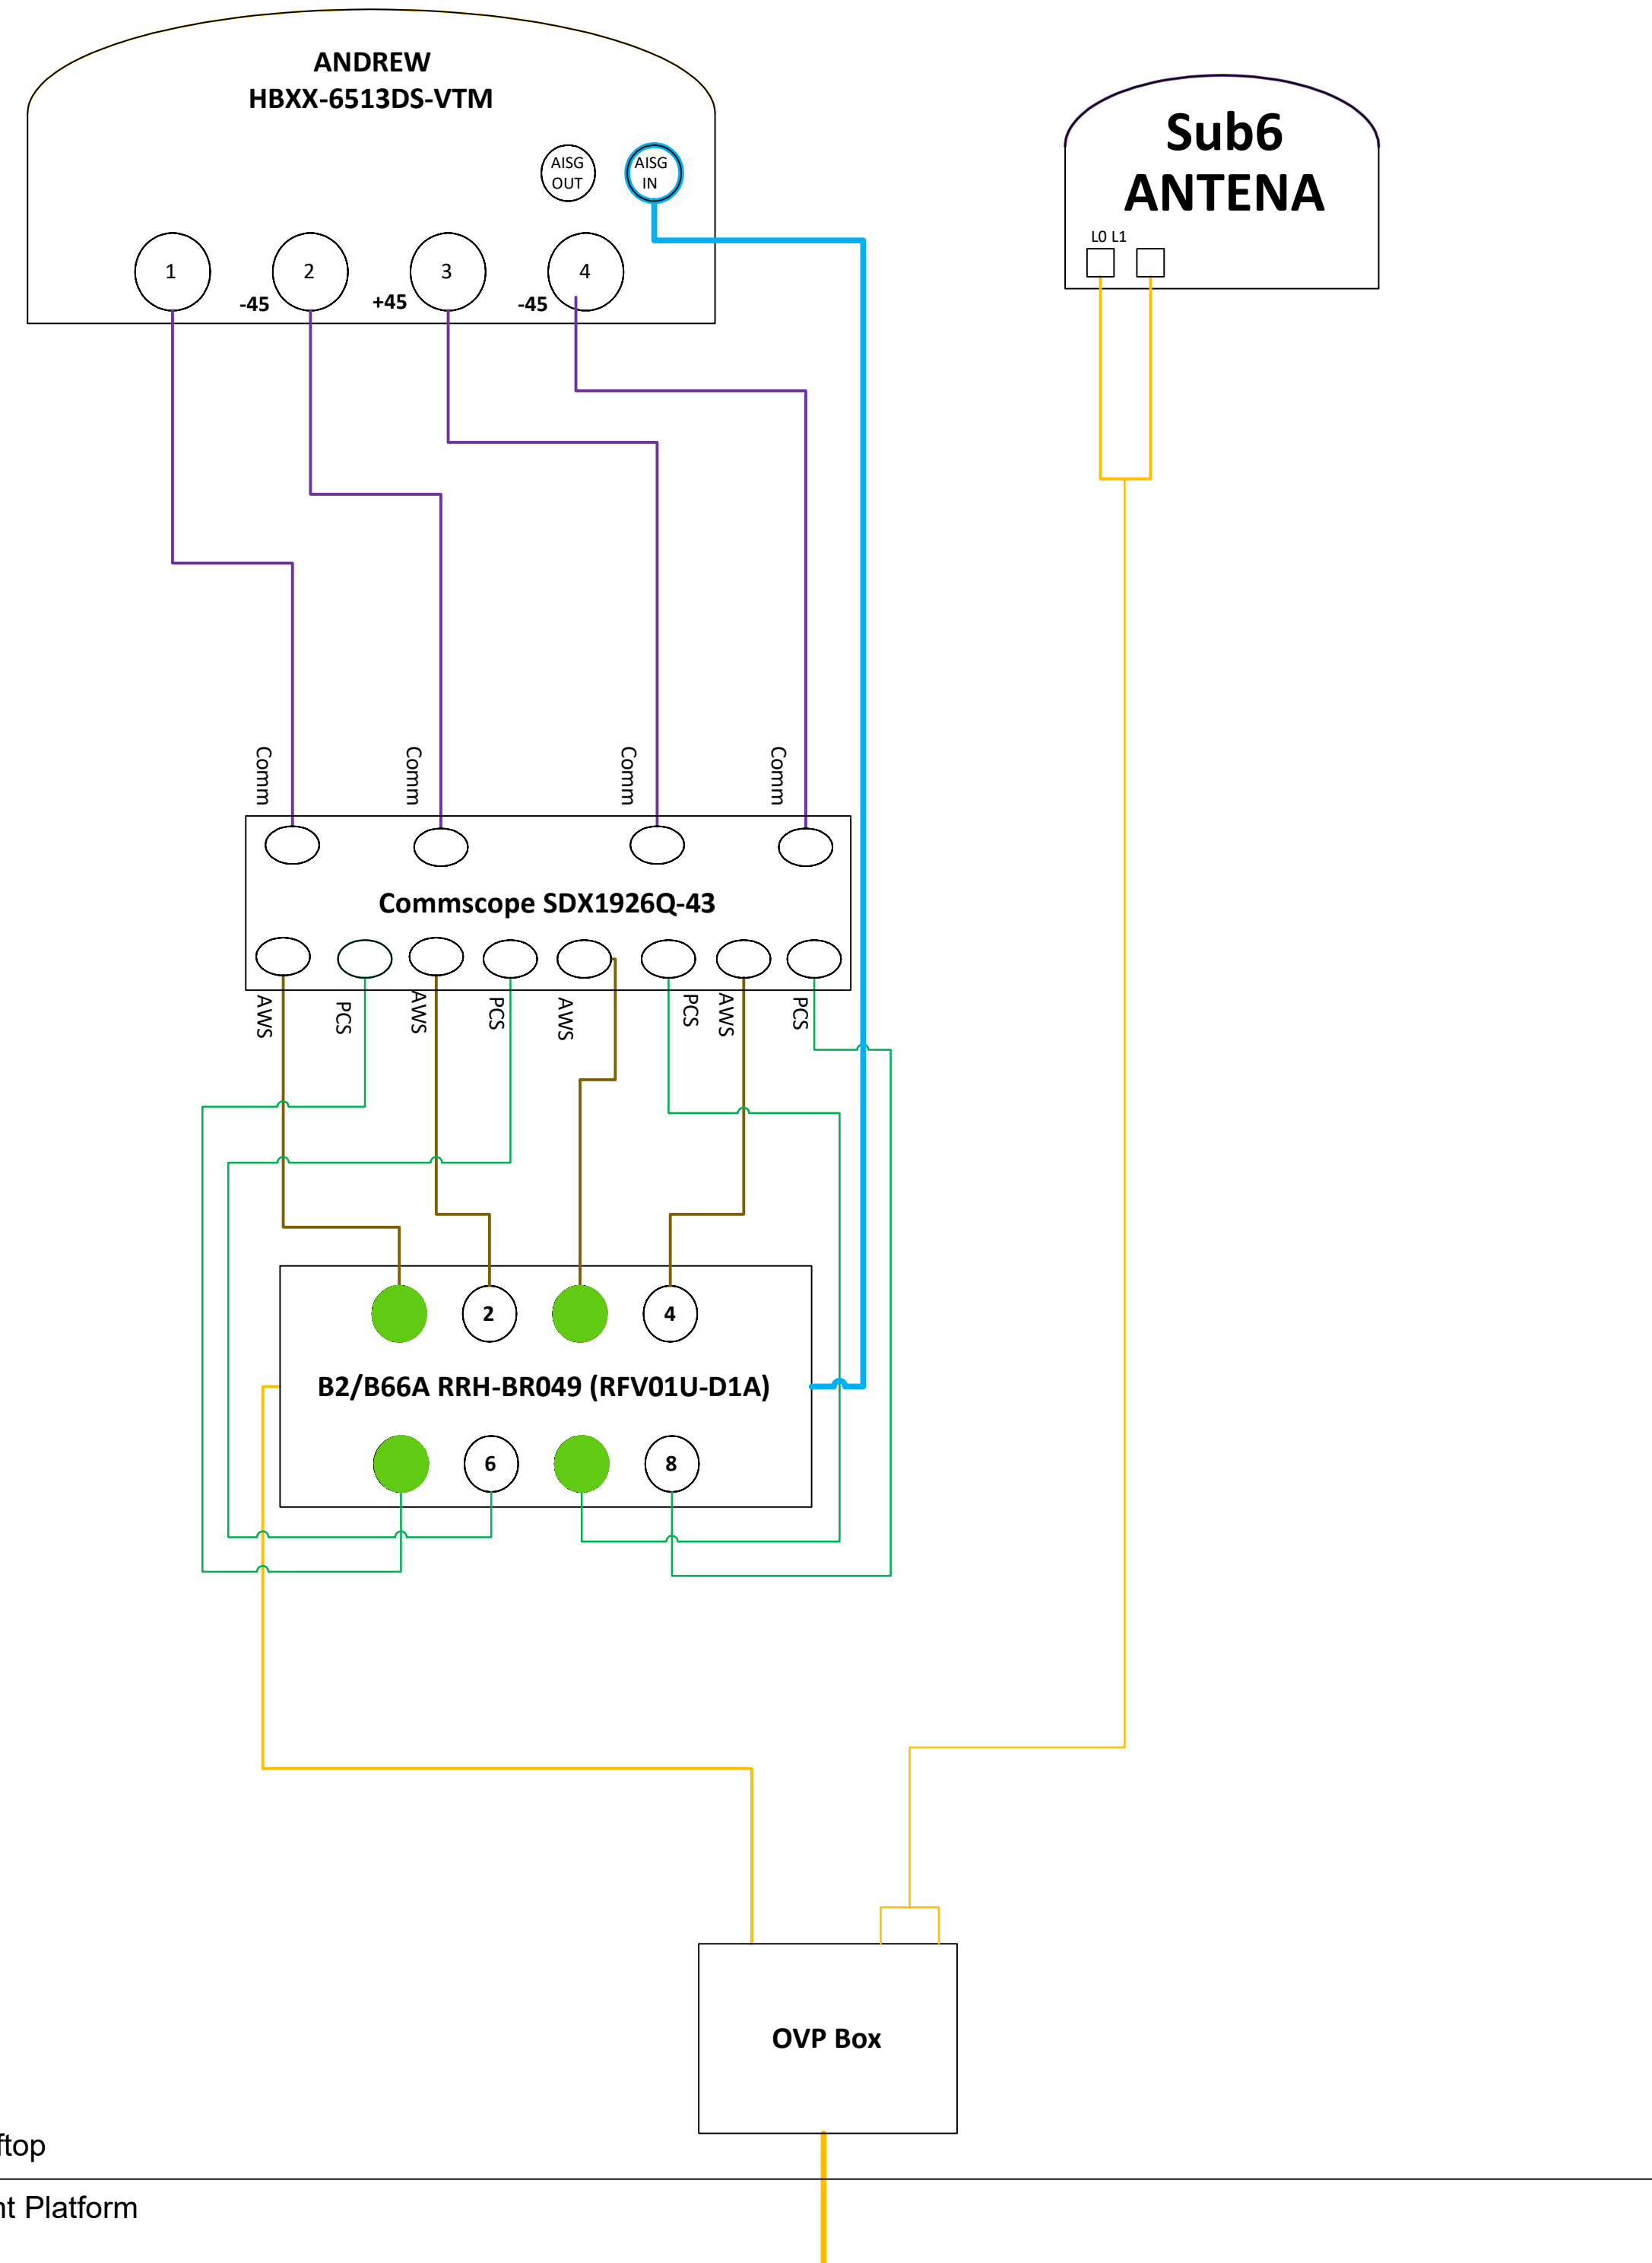 ANDREW
HBXX-6513DS-VTM
AISG
OUT
AISG
IN
1
2
3
4
-45
+45
-45
Sub6
ANTENA
L0 L1
Comm
Comm
Comm
Comm
Commscope SDX1926Q-43
AWS
PCS
AWS
PCS
AWS
PCS
AWS
PCS
2
4
B2/B66A RRH-BR049 (RFV01U-D1A)
6
8
OVP Box
ftop
nt Platform